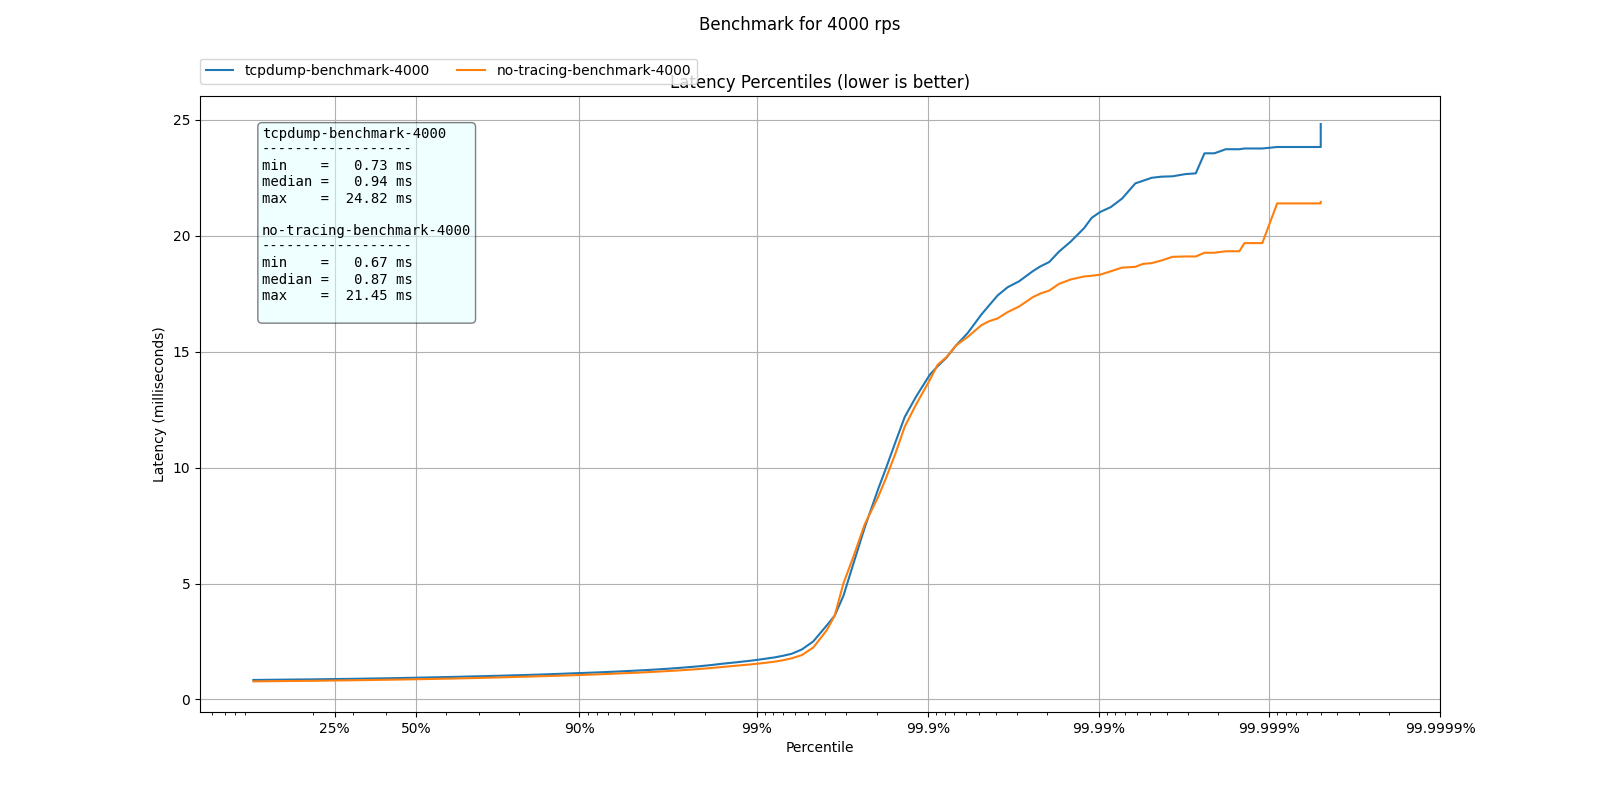 Benchmark for 4000 rps
tcpdump-benchmark-4000 no-tracing-benchmark-4000
Latency Percentiles (lower is better)
25
20
15
10
5
0
Latency (milliseconds)
tcpdump-benchmark-4000
------------------
min    =   0.73 ms
median =   0.94 ms
max    =  24.82 ms
no-tracing-benchmark-4000
------------------
min    =   0.67 ms
median =   0.87 ms
max    =  21.45 ms
25% 50% 90% 99% 99.9% 99.99% 99.999% 99.9999%
Percentile